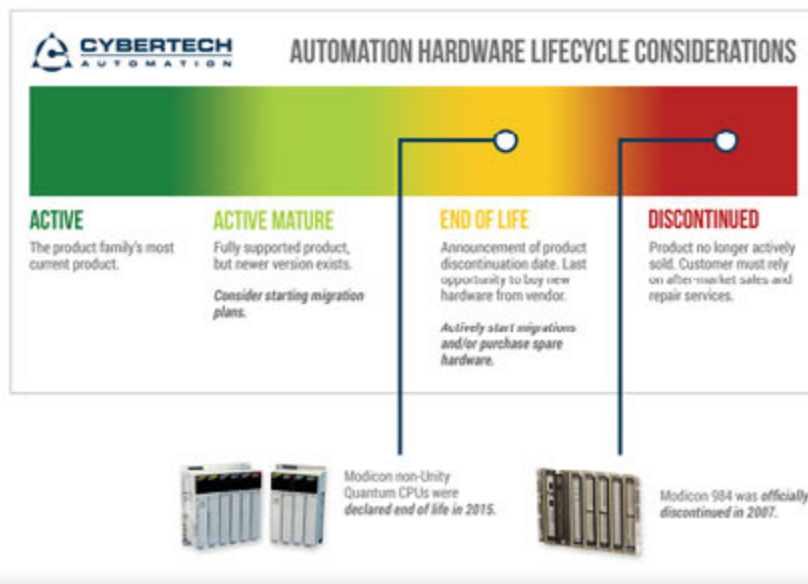 CYBERTECH
AUTOMATION
AUTOMATION HARDWARE LIFECYCLE CONSIDERATIONS
ACTIVE
The product family's most
current product.
ACTIVE MATURE
Fully supported product,
but newer version exists.
Consider starting migration
plans.
END OF LIFE
Announcement of product
discontinuation date. Last
opportunity to buy new
hardware from vendor.
Actively start migrations
and/or purchase spare
hardware.
DISCONTINUED
Product no longer actively
sold. Customer must rely
on after-market sales and
repair services.
Modicon non-Unity
Quantum CPUs were
declared end of life in 2015.
Modicon 984 was officially
discontinued in 2007.